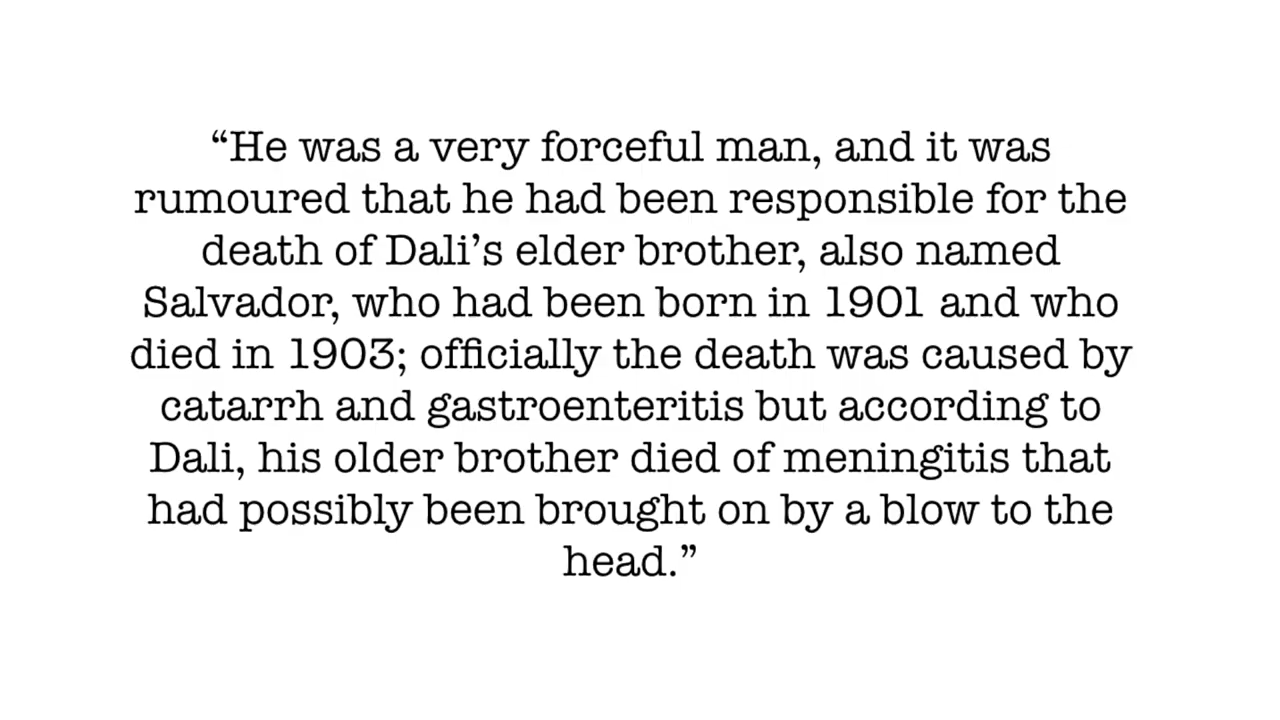 “He was a very forceful man, and it was
rumoured that he had been responsible for the
death of Dali’s elder brother, also named
Salvador, who had been born in 1901 and who
died in 1903; officially the death was caused by
catarrh and gastroenteritis but according to
Dali, his older brother died of meningitis that
had possibly been brought on by a blow to the
head.”